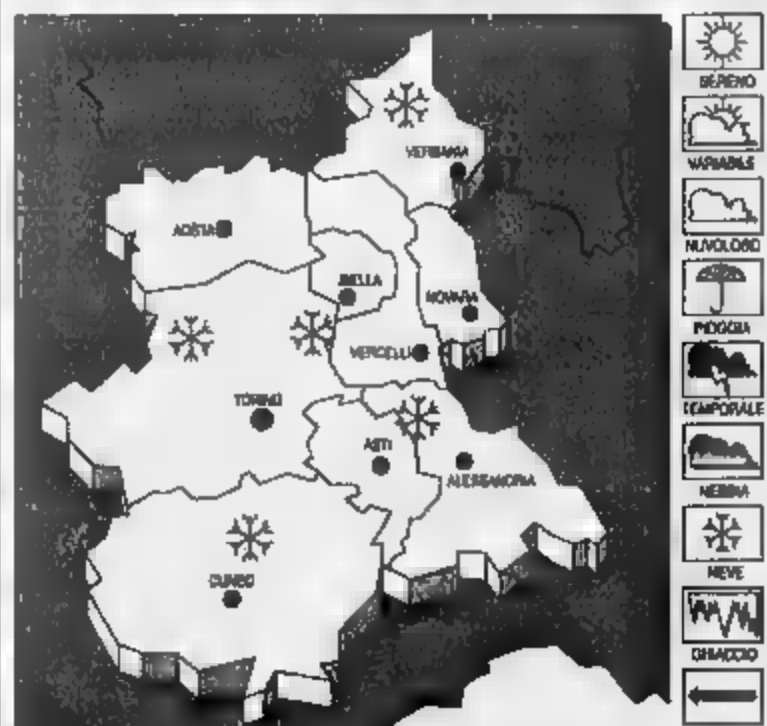 SERENO
VERBANIA
VARIABILE
AOSTA
NUVOLOSO
BIELLA
NOVARA
PIOGGIA
VERCELLI
TORINO
TEMPORALE
ASTI
ALESSANDRIA
NEBBIA
NEVE
CUNEO
GHIACCIO